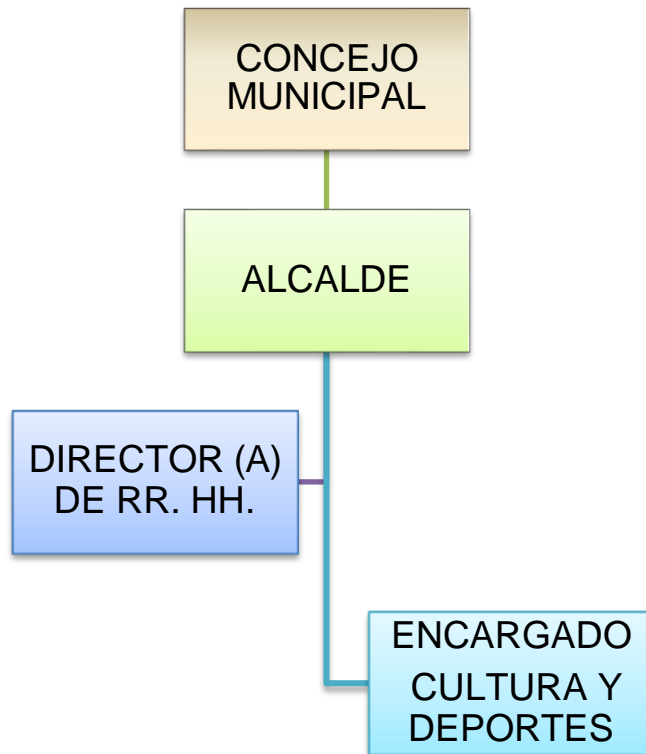 CONCEJO
MUNICIPAL
ALCALDE
DIRECTOR (A)
DE RR. HH.
ENCARGADO
CULTURA Y
DEPORTES